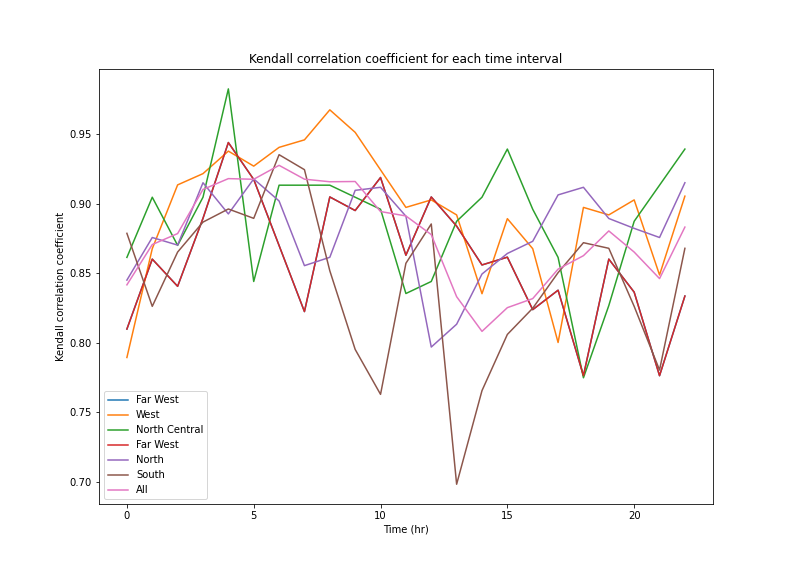 Kendall correlation coefficient for each time interval
Kendall correlation coefficient
0.95
0.90
0.85
0.80
0.75
0.70
Far West
West
North Central
Far West
North
South
All
0 5 10 15 20
Time (hr)